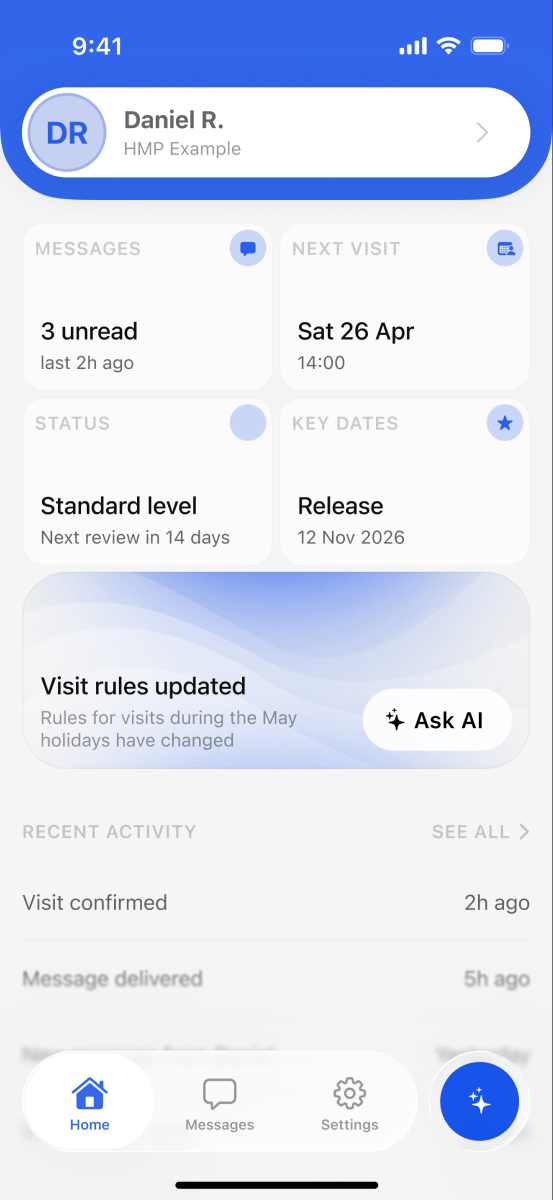 9:41
DR
Daniel R.
HMP Example
MESSAGES
3 unread
last 2h ago
NEXT VISIT
Sat 26 Apr
14:00
STATUS
Standard level
Next review in 14 days
KEY DATES
Release
12 Nov 2026
Visit rules updated
Rules for visits during the May
holidays have changed
Ask AI
RECENT ACTIVITY
SEE ALL
Visit confirmed
2h ago
Message delivered
5h ago
Yesterday
Home
Messages
Settings